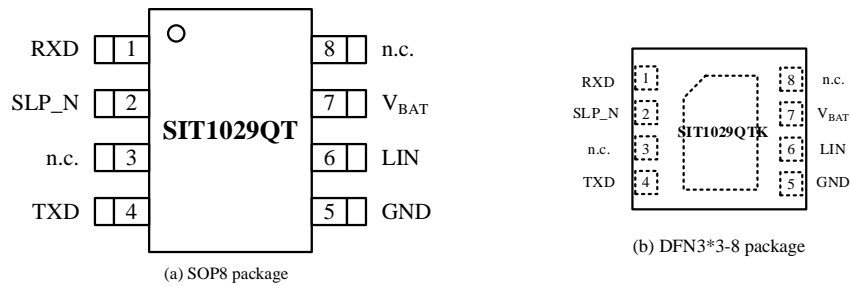 RXD 1 8 n.c.
SLP_N 2 7 VBAT
SIT1029QT
n.c. 3 6 LIN
TXD 4 5 GND
(a) SOP8 package
RXD 1 8 n.c.
SLP_N 2 7 VBAT
SIT1029QTK
n.c. 3 6 LIN
TXD 4 5 GND
(b) DFN3*3-8 package